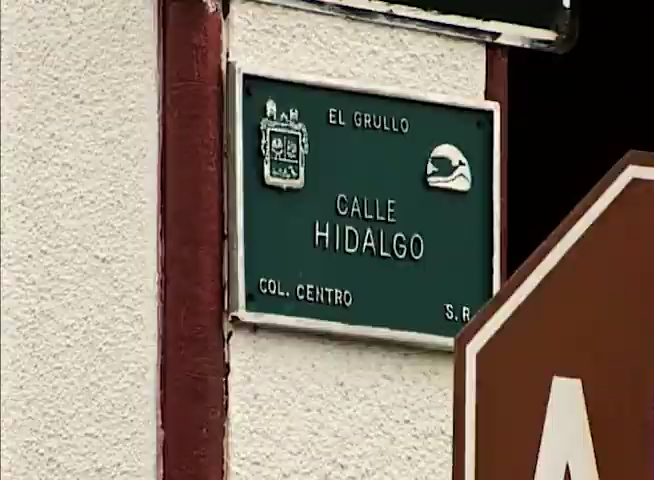 EL GRULLO
CALLE
HIDALGO
COL. CENTRO
S.R
A